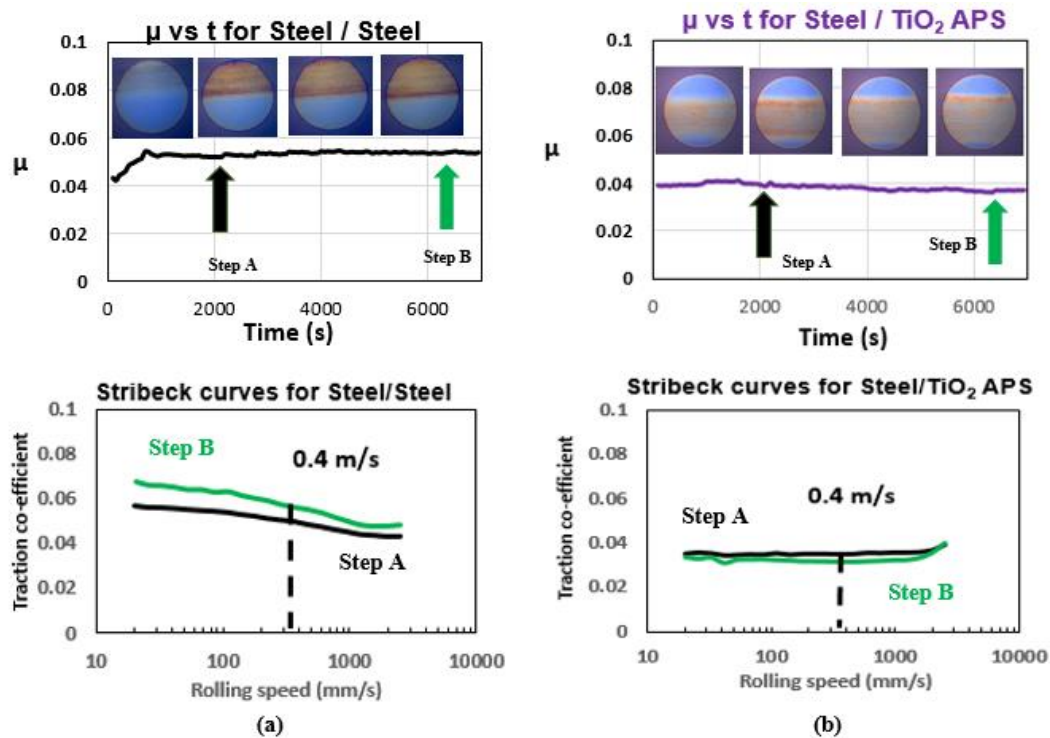 μ vs t for Steel / Steel
0.1
0.08
0.06
μ
0.04
0.02
0
Step A
Step B
0
2000
4000
6000
Time (s)
μ vs t for Steel / TiO₂ APS
0.1
0.08
0.06
μ
0.04
0.02
0
Step A
Step B
0
2000
4000
6000
Time (s)
Stribeck curves for Steel/Steel
0.1
0.08
0.06
0.04
0.02
0
Traction co-efficient
Step B
0.4 m/s
Step A
10
100
1000
10000
Rolling speed (mm/s)
(a)
Stribeck curves for Steel/TiO₂ APS
0.1
0.08
0.06
0.04
0.02
0
Traction co-efficient
0.4 m/s
Step A
Step B
10
100
1000
10000
Rolling speed (mm/s)
(b)